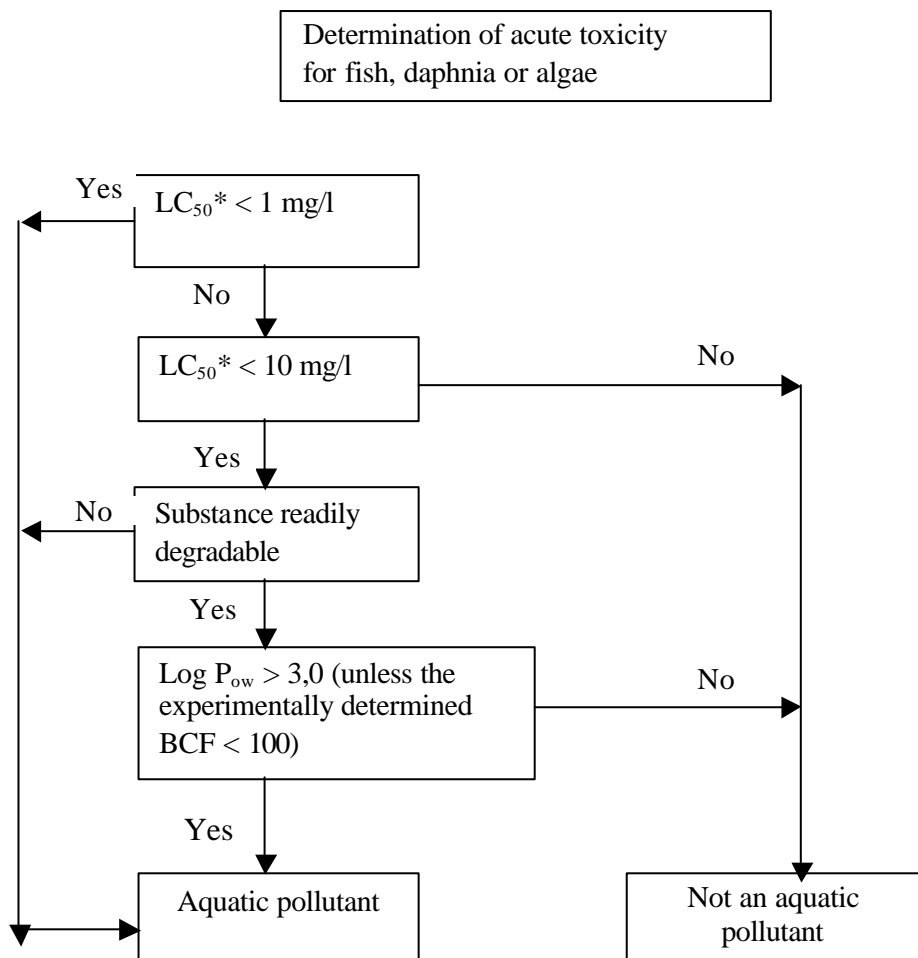 Determination of acute toxicity
for fish, daphnia or algae
Yes
LC₅₀* < 1 mg/l
No
LC₅₀* < 10 mg/l
No
Yes
No
Substance readily
degradable
Yes
Log Pₒw > 3,0 (unless the
experimentally determined
BCF < 100)
No
Yes
Aquatic pollutant
Not an aquatic
pollutant